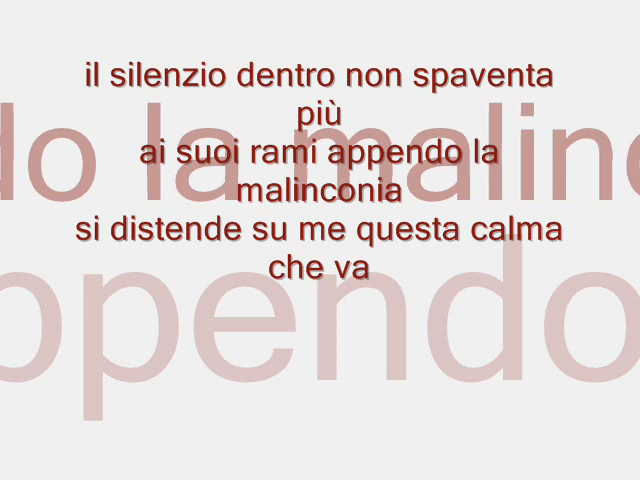 il silenzio dentro non spaventa
più
ai suoi rami appendo la
malinconia
si distende su me questa calma
che va
do la malinc
ppendo